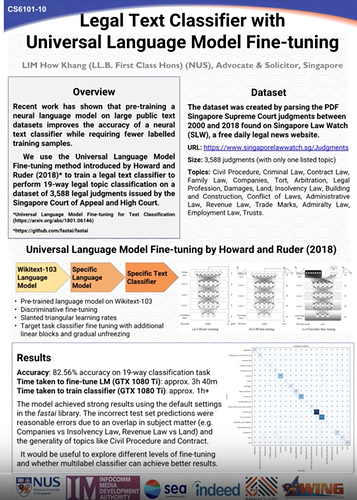 CS6101-10
Legal Text Classifier with
Universal Language Model Fine-tuning
LIM How Khang (LL.B. First Class Hons) (NUS), Advocate & Solicitor, Singapore
Overview
Recent work has shown that pre-training a
neural language model on large public text
datasets improves the accuracy of a neural
text classifier while requiring fewer labelled
training samples.
We use the Universal Language Model
Fine-tuning method introduced by Howard and
Ruder (2018)* to train a legal text classifier to
perform 19-way legal topic classification on a
dataset of 3,588 legal judgments issued by the
Singapore Court of Appeal and High Court.
*Universal Language Model Fine-tuning for Text Classification
(https://arxiv.org/abs/1801.06146)
*https://github.com/fastai/fastai
Dataset
The dataset was created by parsing the PDF
Singapore Supreme Court judgments between
2000 and 2018 found on Singapore Law Watch
(SLW), a free daily legal news website.
URL: https://www.singaporelawwatch.sg/Judgments
Size: 3,588 judgments (with only one listed topic)
Topics: Civil Procedure, Criminal Law, Contract Law,
Family Law, Companies, Tort, Arbitration, Legal
Profession, Damages, Land, Insolvency Law, Building
and Construction, Conflict of Laws, Administrative
Law, Revenue Law, Trade Marks, Admiralty Law,
Employment Law, Trusts.
Universal Language Model Fine-tuning by Howard and Ruder (2018)
Wikitext-103
Language
Model
Specific
Language
Model
Specific Text
Classifier
• Pre-trained language model on Wikitext-103
• Discriminative fine-tuning
• Slanted triangular learning rates
• Target task classifier fine tuning with additional
linear blocks and gradual unfreezing
Results
Accuracy: 82.56% accuracy on 19-way classification task
Time taken to fine-tune LM (GTX 1080 Ti): approx. 3h 40m
Time taken to train classifier (GTX 1080 Ti): approx. 1h+
The model achieved strong results using the default settings
in the fastai library. The incorrect test set predictions were
reasonable errors due to an overlap in subject matter (e.g.
Companies vs Insolvency Law, Revenue Law vs Land) and
the generality of topics like Civil Procedure and Contract.
It would be useful to explore different levels of fine-tuning
and whether multilabel classifier can achieve better results.
NUS
National University
of Singapore
IM
INFOCOMM
MEDIA
DEVELOPMENT
AUTHORITY
sea
indeed
WING